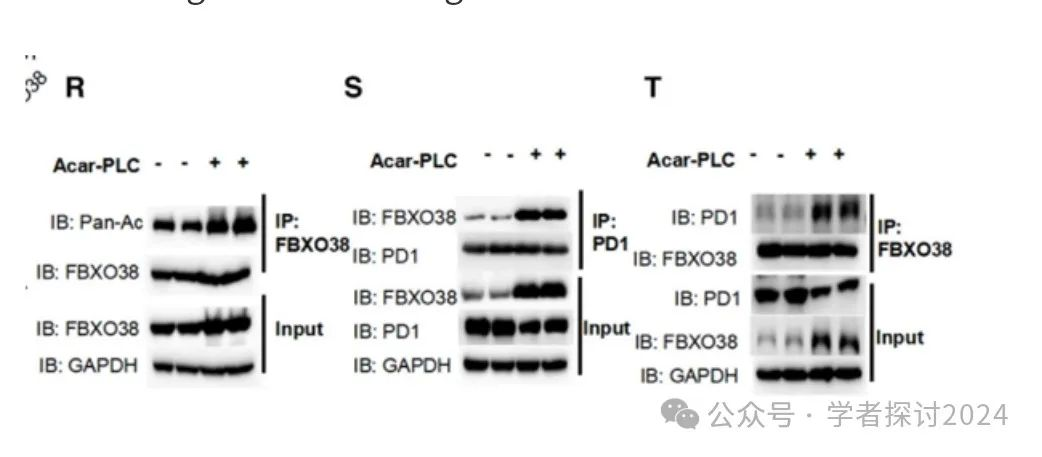 R
Acar-PLC - - + +
IB: Pan-Ac
IB: FBXO38
IP:
FBXO38
IB: FBXO38
IB: GAPDH
Input
S
Acar-PLC - - + +
IB: FBXO38
IB: PD1
IP:
PD1
IB: FBXO38
IB: PD1
IB: GAPDH
Input
T
Acar-PLC - - + +
IB: PD1
IB: FBXO38
IP:
FBXO38
IB: PD1
IB: FBXO38
IB: GAPDH
Input
公众号 · 学者探讨2024